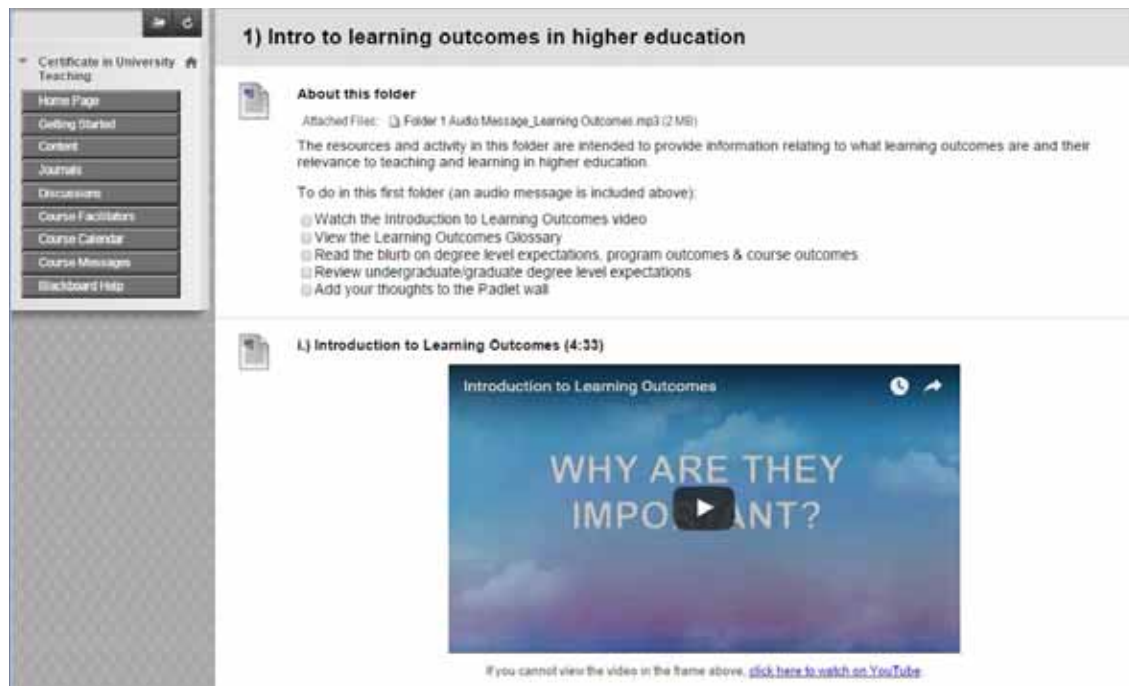 1) Intro to learning outcomes in higher education
Certificate in University
Teaching
Home Page
Getting Started
Content
Journals
Discussions
Course Facilitators
Course Calendar
Course Messages
Blackboard Help
About this folder
Attached Files: Folder 1 Audio Message_Learning Outcomes.mp3 (2 MB)
The resources and activity in this folder are intended to provide information relating to what learning outcomes are and their
relevance to teaching and learning in higher education.
To do in this first folder (an audio message is included above):
Watch the Introduction to Learning Outcomes video
View the Learning Outcomes Glossary
Read the blurb on degree level expectations, program outcomes & course outcomes
Review undergraduate/graduate degree level expectations
Add your thoughts to the Padlet wall
i.) Introduction to Learning Outcomes (4:33)
Introduction to Learning Outcomes
WHY ARE THEY
IMPORTANT?
If you cannot view the video in the frame above, click here to watch on YouTube